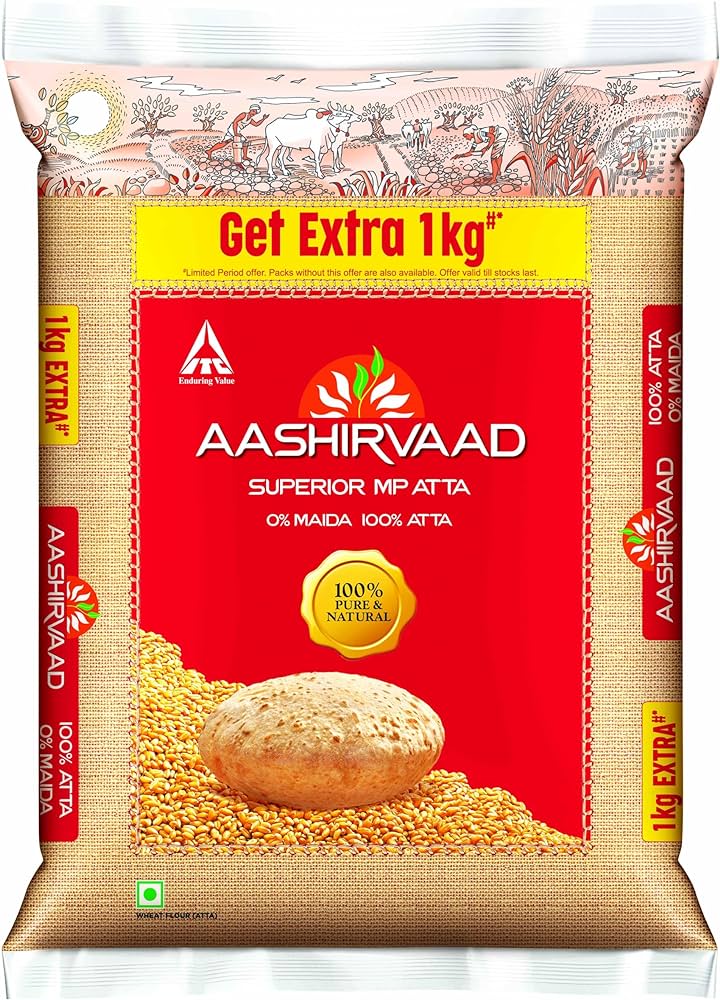 Get Extra 1kg#*
#Limited Period offer. Packs without this offer are also available. Offer valid till stocks last.
ITC
Enduring Value
AASHIRVAAD
SUPERIOR MP ATTA
0% MAIDA 100% ATTA
100%
PURE &
NATURAL
1kg EXTRA#*
AASHIRVAAD
100% ATTA
0% MAIDA
100% ATTA
0% MAIDA
AASHIRVAAD
1kg EXTRA#*
WHEAT FLOUR (ATTA)